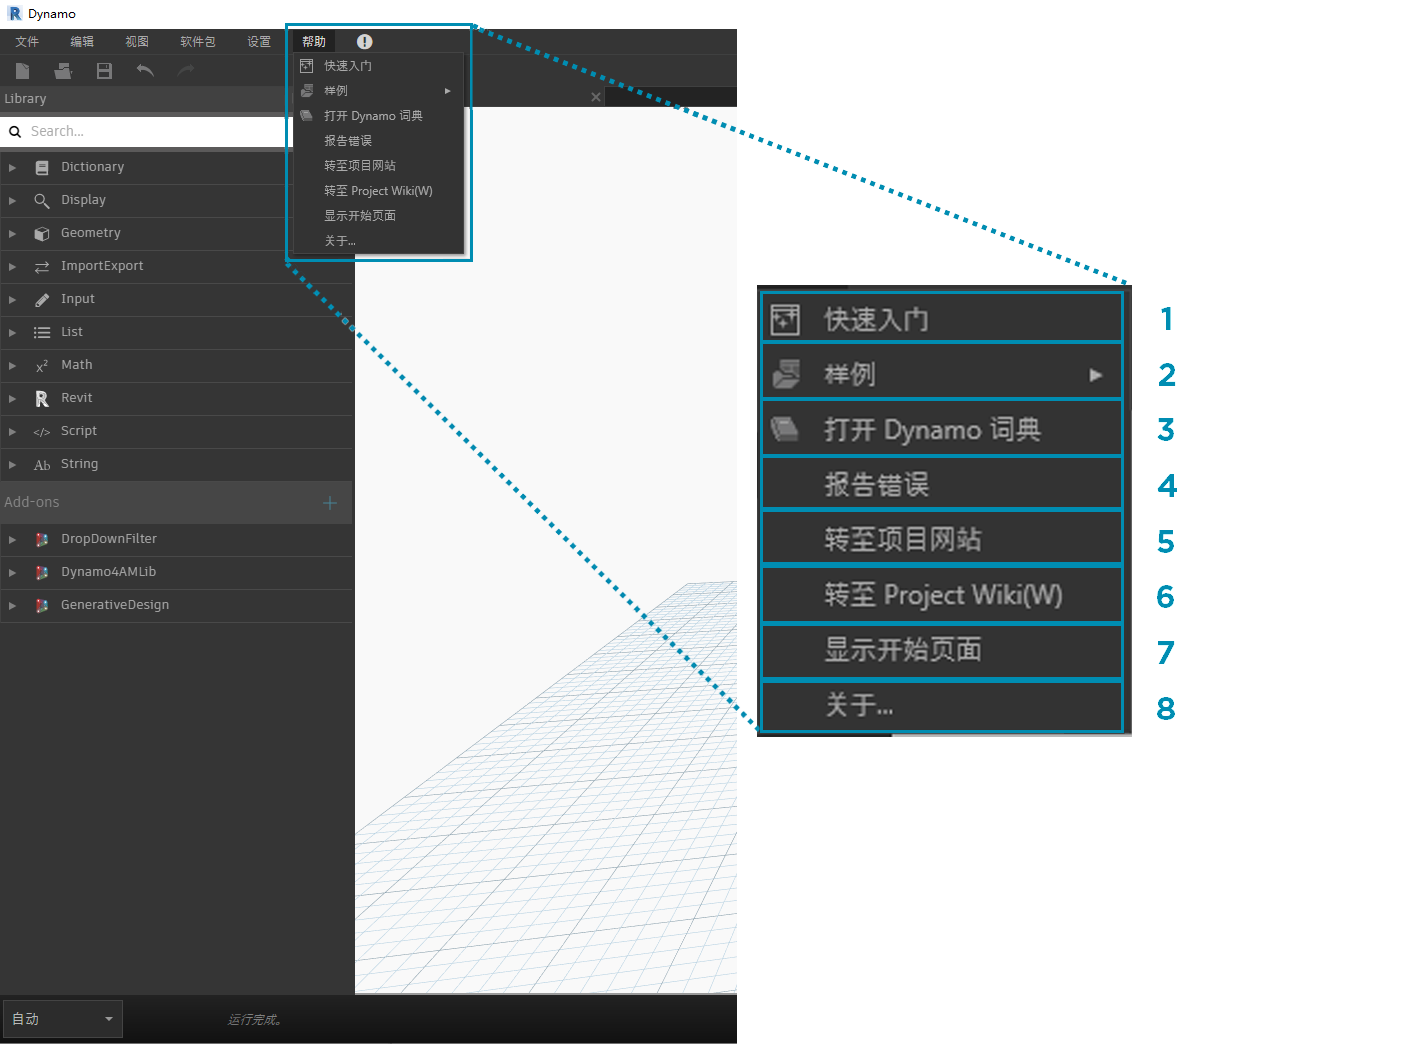 Dynamo
文件 编辑 视图 软件包 设置 帮助
快速入门
样例
打开 Dynamo 词典
报告错误
转至项目网站
转至 Project Wiki(W)
显示开始页面
关于...
Library
Search...
Dictionary
Display
Geometry
ImportExport
Input
List
Math
Revit
Script
String
Add-ons
DropDownFilter
Dynamo4AMLib
GenerativeDesign
自动
运行完成。
快速入门 1
样例 2
打开 Dynamo 词典 3
报告错误 4
转至项目网站 5
转至 Project Wiki(W) 6
显示开始页面 7
关于... 8